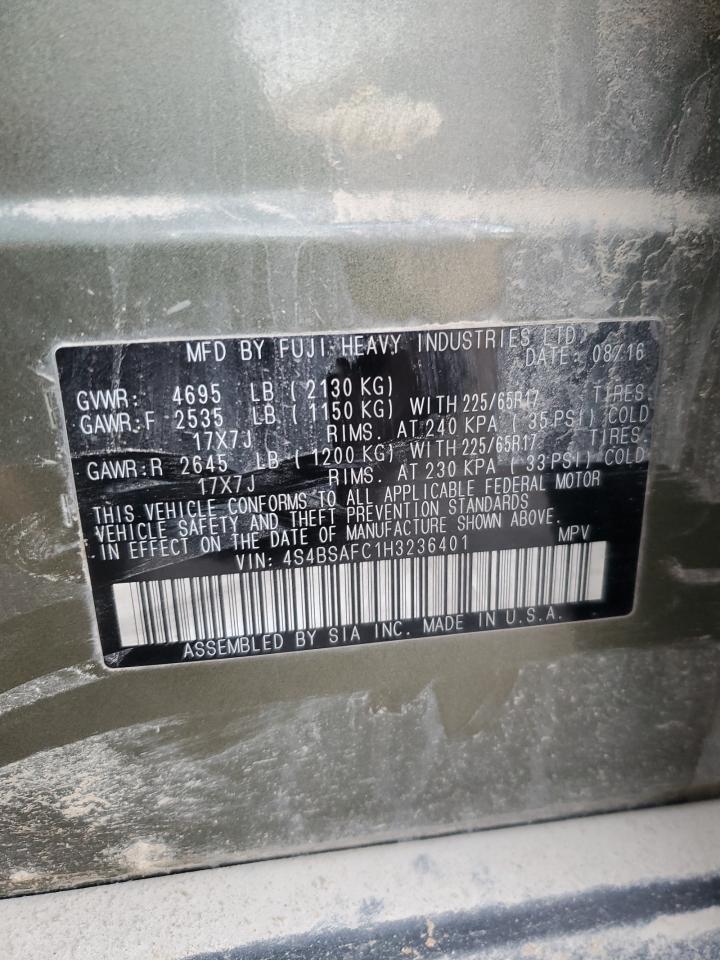 MFD BY FUJI HEAVY INDUSTRIES LTD.
DATE: 08/16
GVWR: 4695 LB ( 2130 KG)
GAWR:F 2535 LB ( 1150 KG) WITH 225/65R17 TIRES
17X7J RIMS. AT 240 KPA ( 35 PSI) COLD
GAWR:R 2645 LB ( 1200 KG) WITH 225/65R17 TIRES
17X7J RIMS. AT 230 KPA ( 33 PSI) COLD
THIS VEHICLE CONFORMS TO ALL APPLICABLE FEDERAL MOTOR
VEHICLE SAFETY AND THEFT PREVENTION STANDARDS
IN EFFECT ON THE DATE OF MANUFACTURE SHOWN ABOVE.
VIN: 4S4BSAFC1H3236401 MPV
ASSEMBLED BY SIA INC. MADE IN U.S.A.